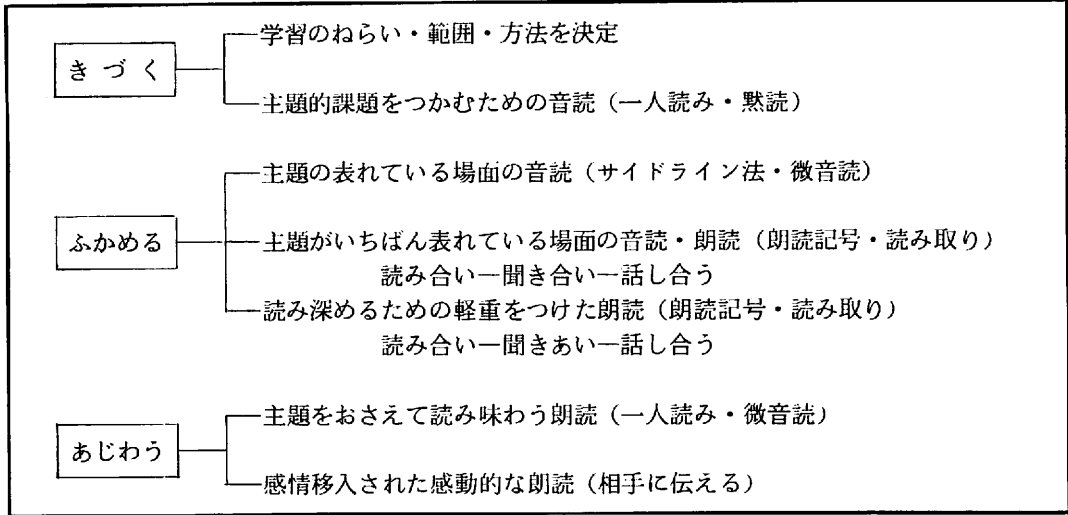 学習のねらい・範囲・方法を決定
きづく
主題的課題をつかむための音読(一人読み・黙読)
主題の表れている場面の音読(サイドライン法・微音読)
ふかめる
主題がいちばん表れている場面の音読・朗読(朗読記号・読み取り)
読み合い―聞き合い―話し合う
読み深めるための軽重をつけた朗読(朗読記号・読み取り)
読み合い―聞きあい―話し合う
主題をおさえて読み味わう朗読(一人読み・微音読)
あじわう
感情移入された感動的な朗読(相手に伝える)